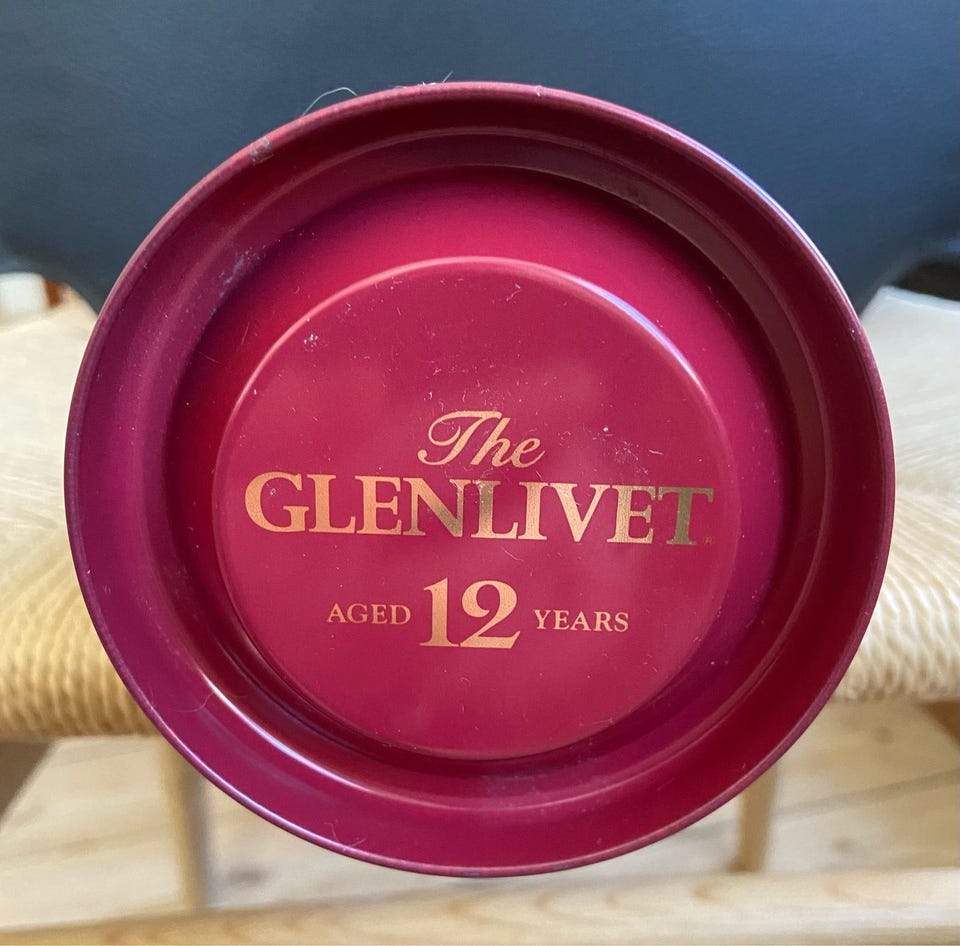 The
GLENLIVET®
AGED 12 YEARS